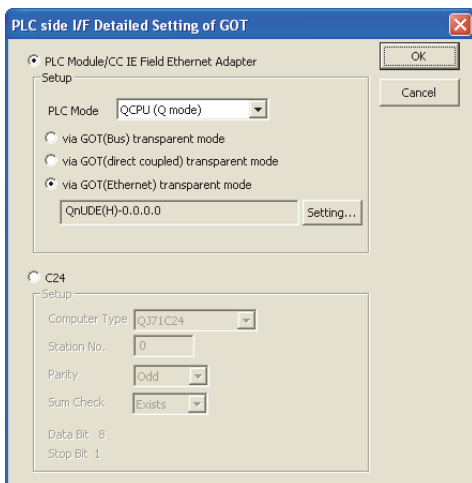 PLC side I/F Detailed Setting of GOT
PLC Module/CC IE Field Ethernet Adapter
OK
Setup
Cancel
PLC Mode QCPU (Q mode)
via GOT(Bus) transparent mode
via GOT(direct coupled) transparent mode
via GOT(Ethernet) transparent mode
QnUDE(H)-0.0.0.0 Setting...
C24
Setup
Computer Type QJ71C24
Station No. 0
Parity Odd
Sum Check Exists
Data Bit 8
Stop Bit 1